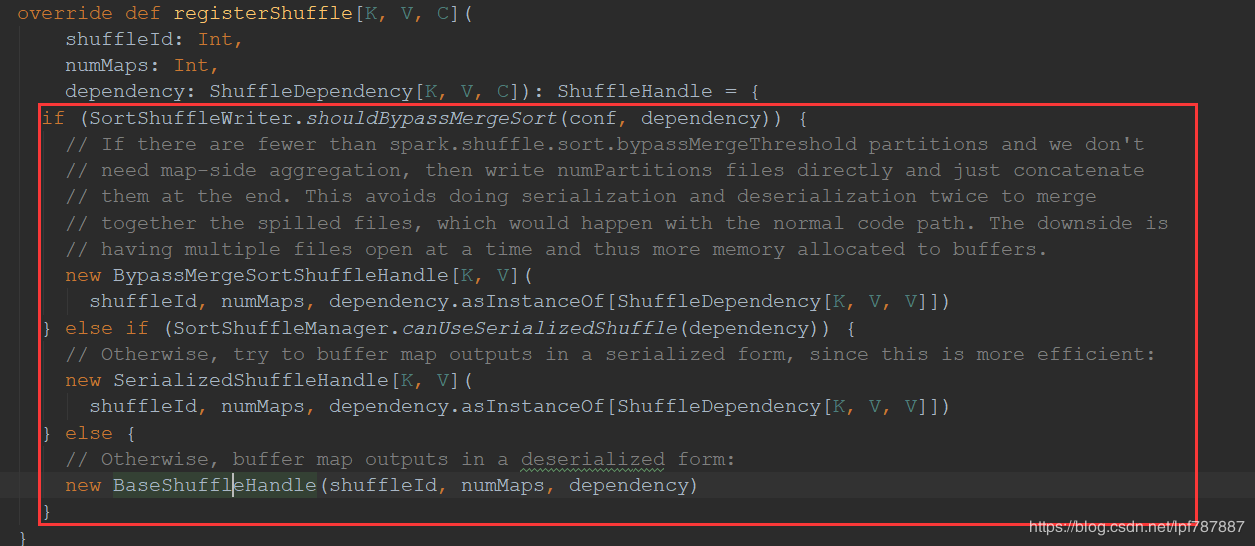 override def registerShuffle[K, V, C](
    shuffleId: Int,
    numMaps: Int,
    dependency: ShuffleDependency[K, V, C]): ShuffleHandle = {
  if (SortShuffleWriter.shouldBypassMergeSort(conf, dependency)) {
    // If there are fewer than spark.shuffle.sort.bypassMergeThreshold partitions and we don't
    // need map-side aggregation, then write numPartitions files directly and just concatenate
    // them at the end. This avoids doing serialization and deserialization twice to merge
    // together the spilled files, which would happen with the normal code path. The downside is
    // having multiple files open at a time and thus more memory allocated to buffers.
    new BypassMergeSortShuffleHandle[K, V](
      shuffleId, numMaps, dependency.asInstanceOf[ShuffleDependency[K, V, V]])
  } else if (SortShuffleManager.canUseSerializedShuffle(dependency)) {
    // Otherwise, try to buffer map outputs in a serialized form, since this is more efficient:
    new SerializedShuffleHandle[K, V](
      shuffleId, numMaps, dependency.asInstanceOf[ShuffleDependency[K, V, V]])
  } else {
    // Otherwise, buffer map outputs in a deserialized form:
    new BaseShuffleHandle(shuffleId, numMaps, dependency)
  }
}
https://blog.csdn.net/lpf787887